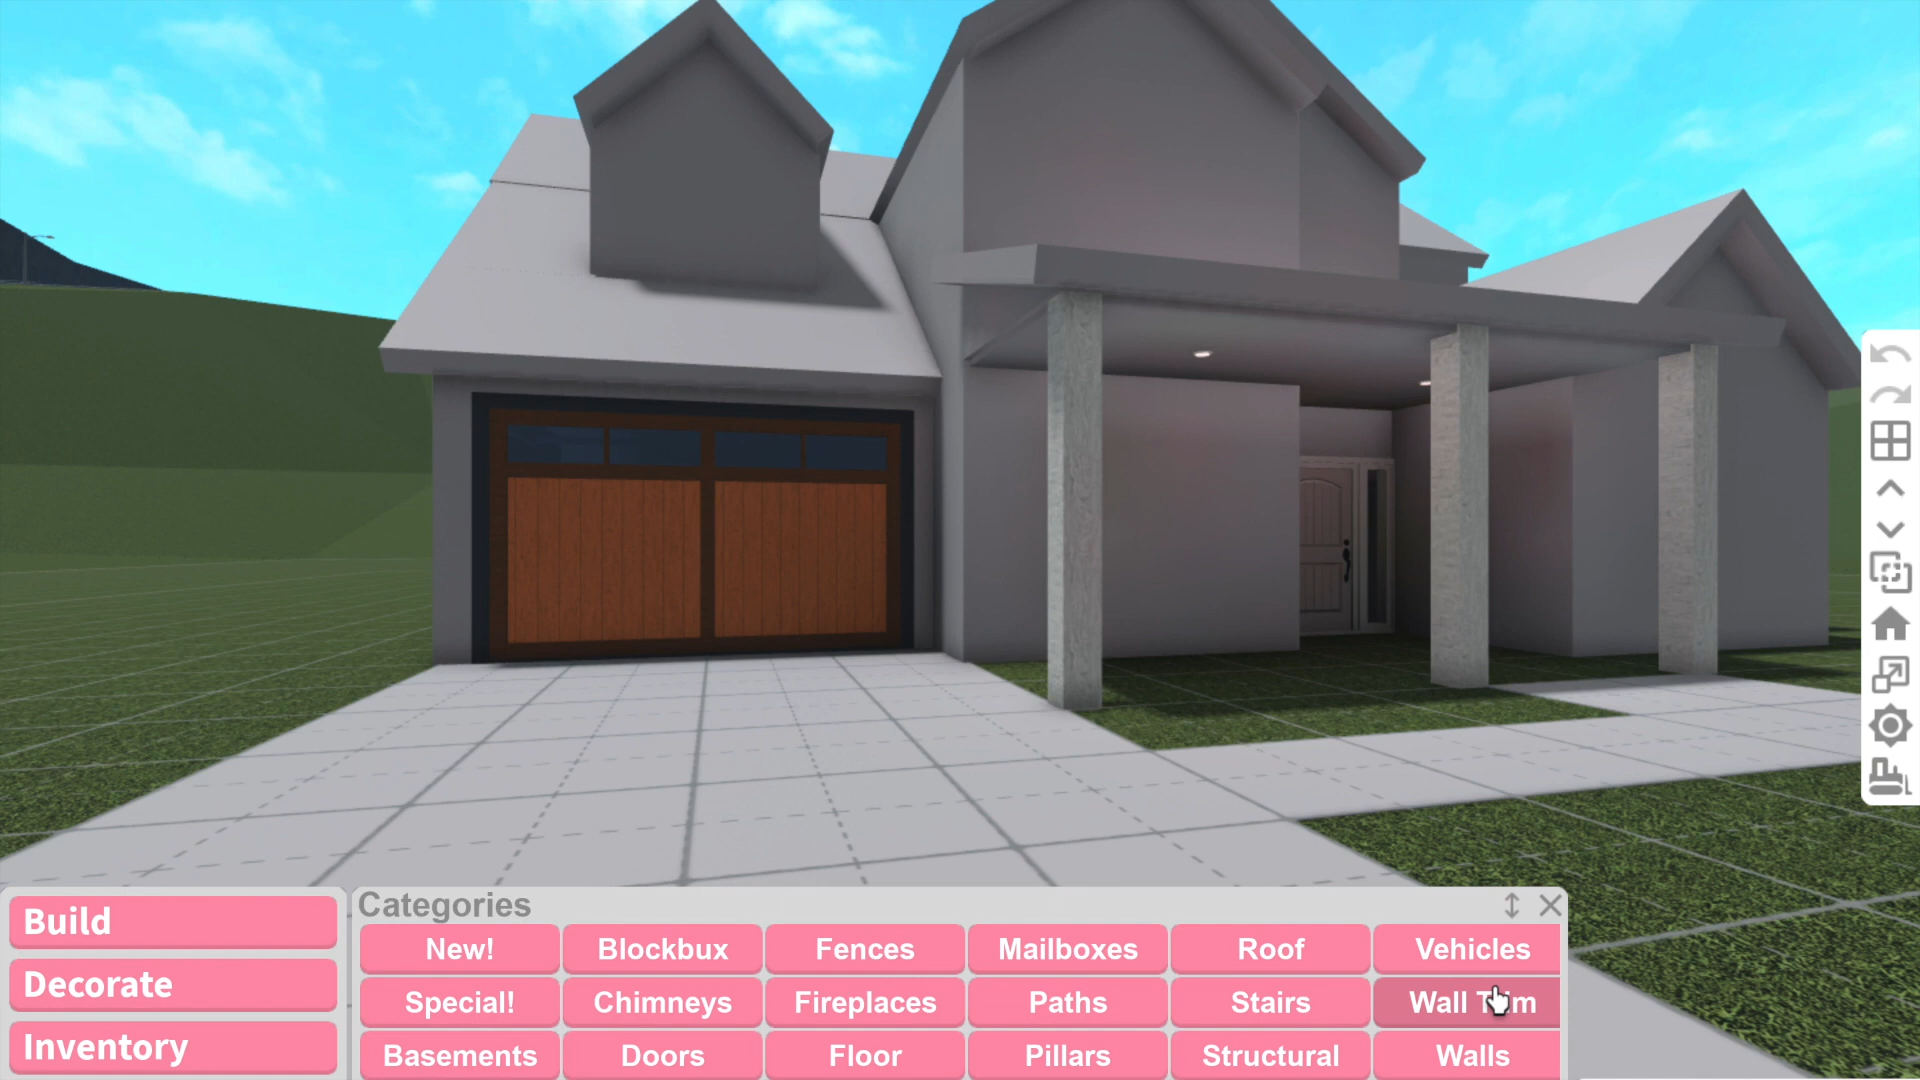 Build
Decorate
Inventory
Categories
New! Blockbux Fences Mailboxes Roof Vehicles
Special! Chimneys Fireplaces Paths Stairs Wall Trim
Basements Doors Floor Pillars Structural Walls